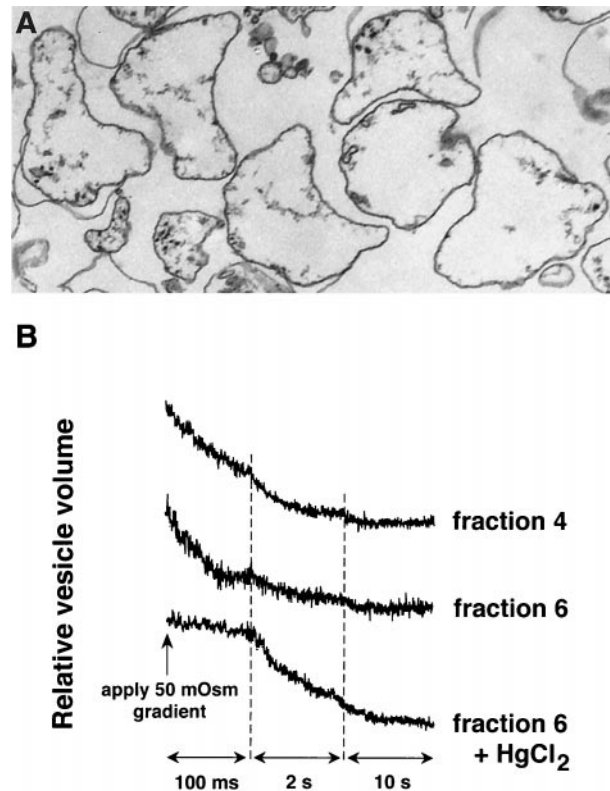 A
B
Relative vesicle volume
fraction 4
fraction 6
apply 50 mOsm
gradient
fraction 6
+ HgCl₂
100 ms
2 s
10 s